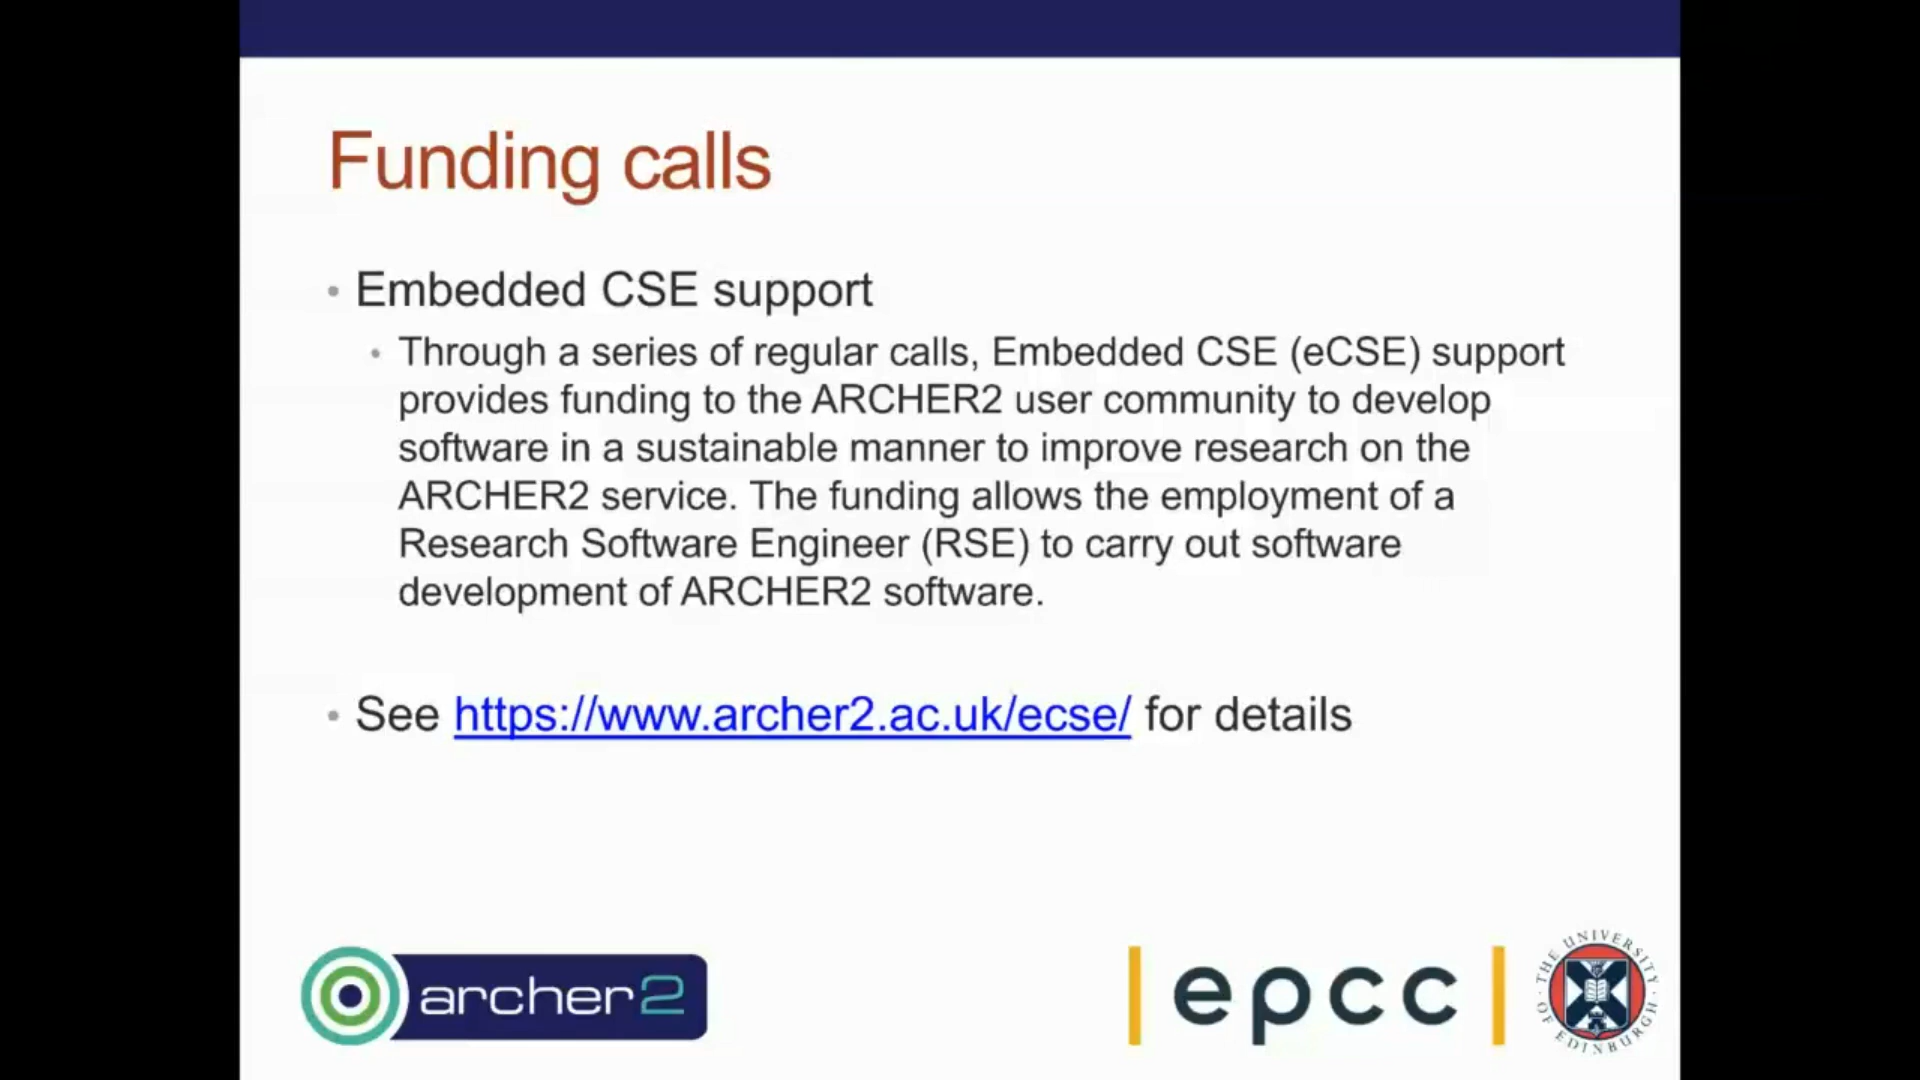 Funding calls
• Embedded CSE support
• Through a series of regular calls, Embedded CSE (eCSE) support
provides funding to the ARCHER2 user community to develop
software in a sustainable manner to improve research on the
ARCHER2 service. The funding allows the employment of a
Research Software Engineer (RSE) to carry out software
development of ARCHER2 software.
• See https://www.archer2.ac.uk/ecse/ for details
archer2
epcc
THE UNIVERSITY OF EDINBURGH